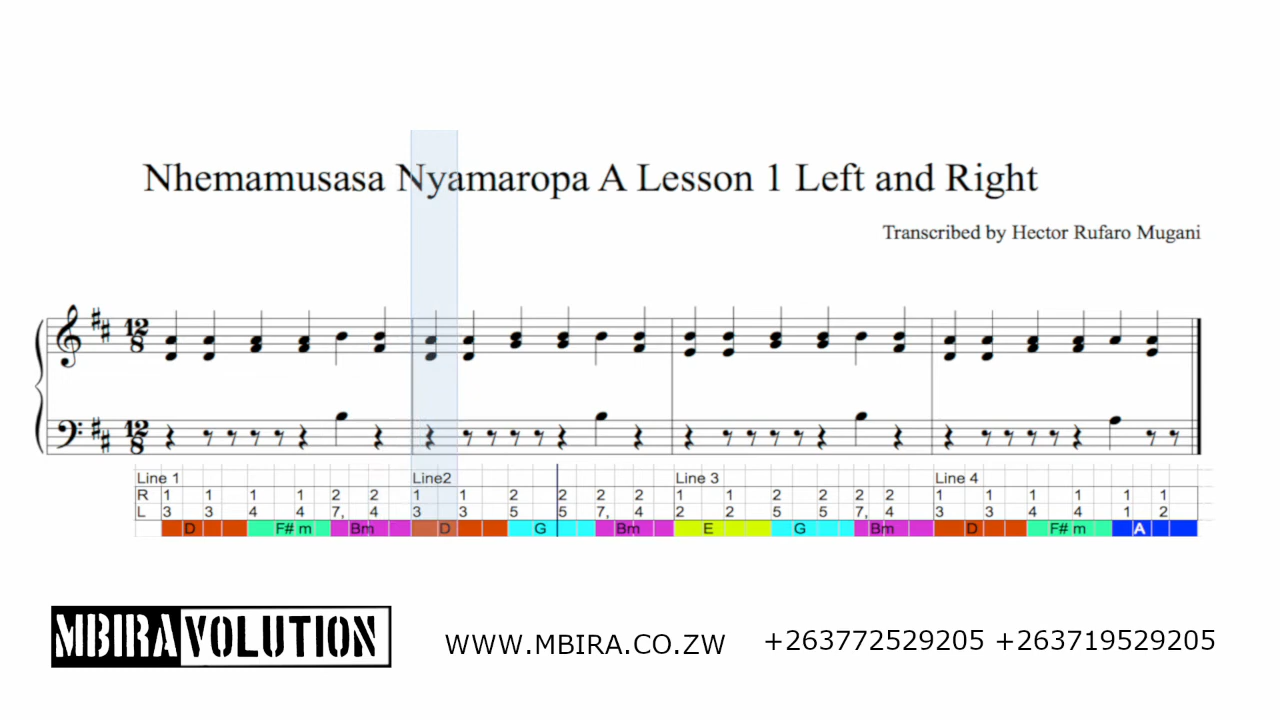 Nhemamusasa Nyamaropa A Lesson 1 Left and Right
Transcribed by Hector Rufaro Mugani
12 8
12 8
Line 1 Line2 Line 3 Line 4
R 1 1 1 1 2 2 1 1 2 2 2 2 1 1 2 2 2 2 1 1 1 1 1 1
L 3 3 4 4 7, 4 3 3 5 5 7, 4 2 2 5 5 7, 4 3 3 4 4 1 2
D F# m Bm D G Bm E G Bm D F# m A
MBIRAVOLUTION
WWW.MBIRA.CO.ZW
+263772529205 +263719529205